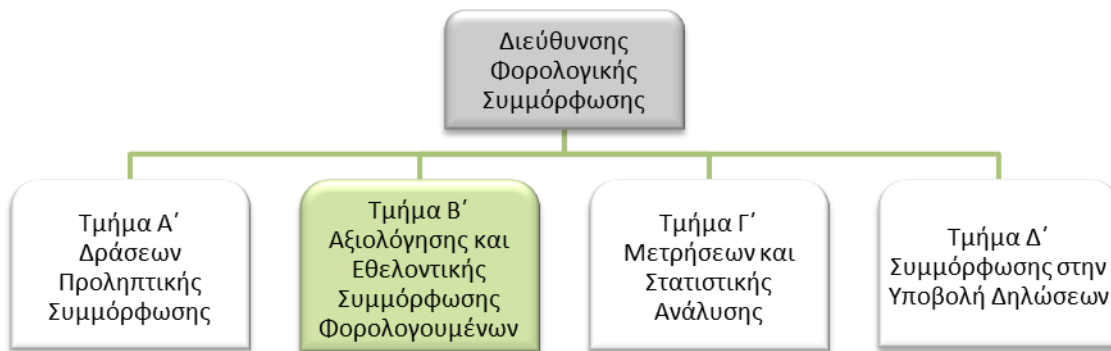 Διεύθυνσης
Φορολογικής
Συμμόρφωσης
Τμήμα Α΄
Δράσεων
Προληπτικής
Συμμόρφωσης
Τμήμα Β΄
Αξιολόγησης και
Εθελοντικής
Συμμόρφωσης
Φορολογουμένων
Τμήμα Γ΄
Μετρήσεων και
Στατιστικής
Ανάλυσης
Τμήμα Δ΄
Συμμόρφωσης στην
Υποβολή Δηλώσεων